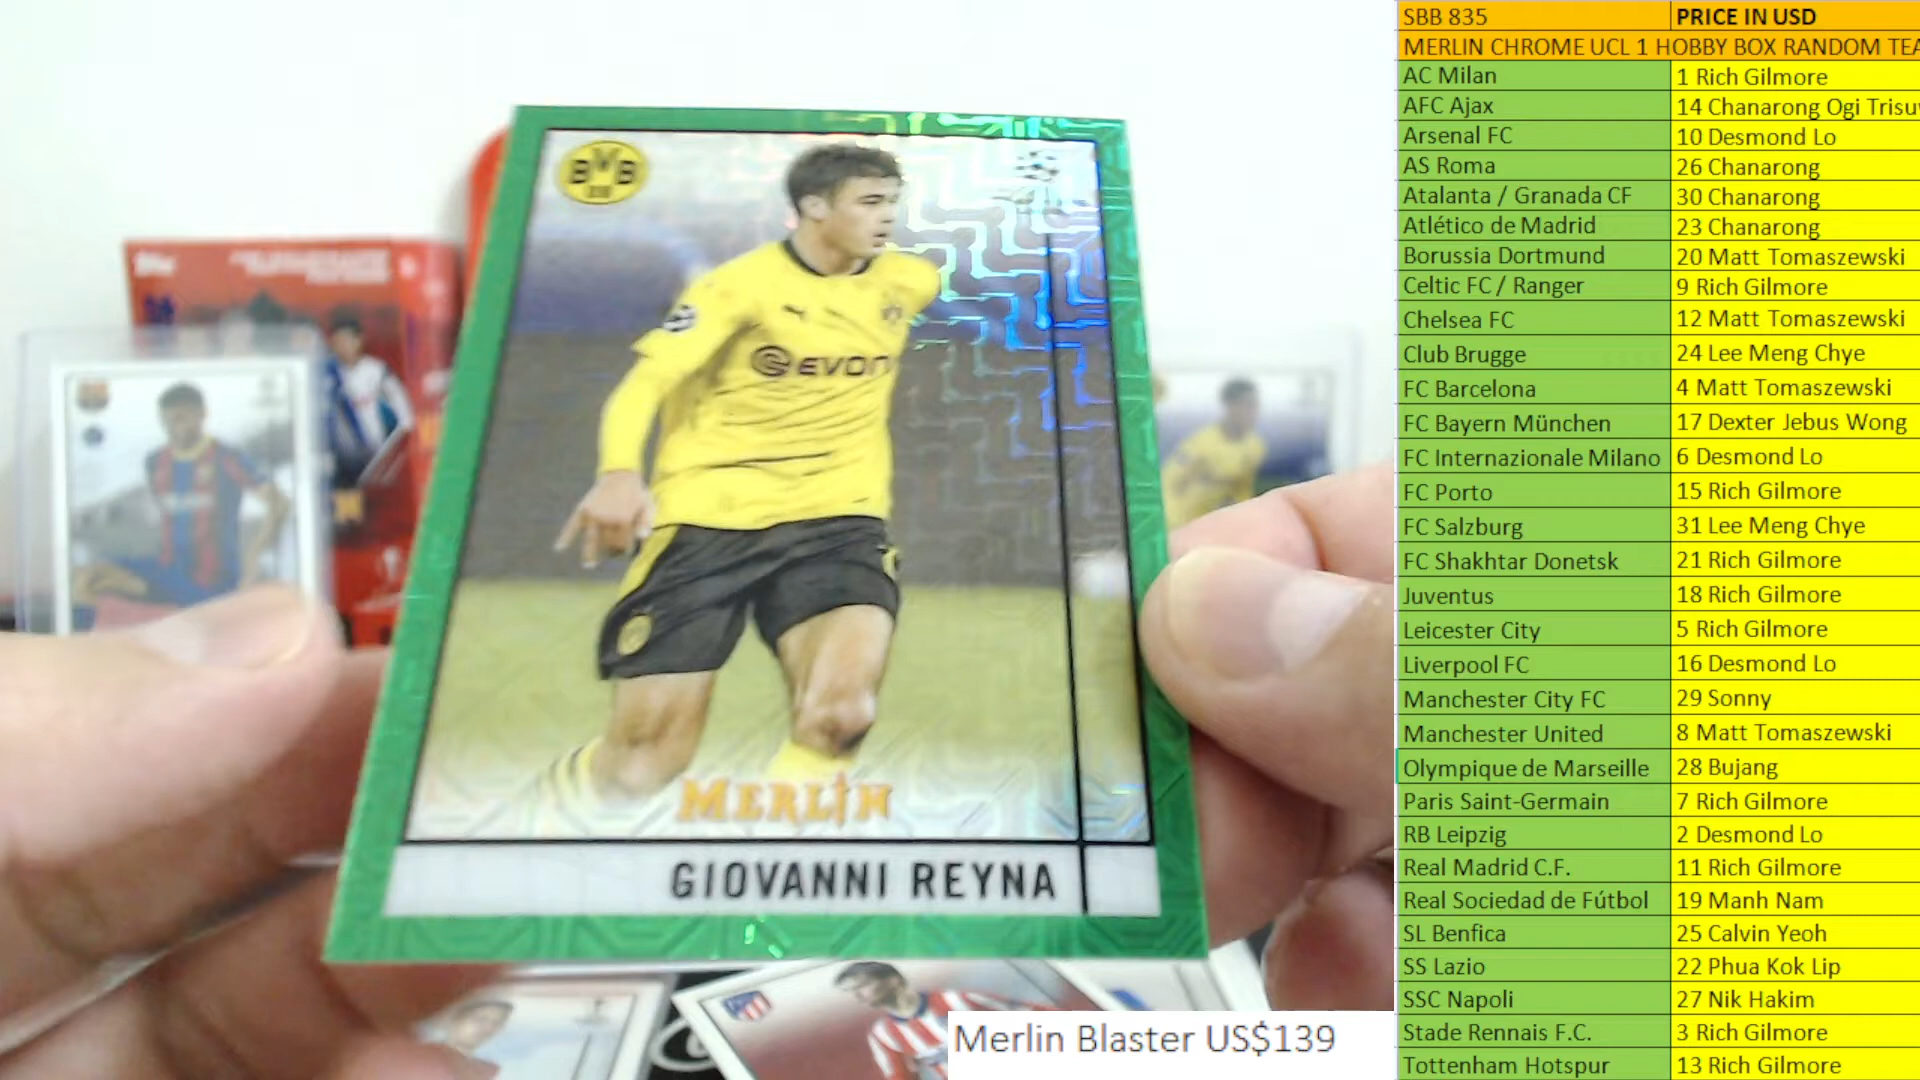 BVB
EVON
MERLIN
GIOVANNI REYNA
Merlin Blaster US$139
SBB 835 PRICE IN USD
MERLIN CHROME UCL 1 HOBBY BOX RANDOM TEA
AC Milan 1 Rich Gilmore
AFC Ajax 14 Chanarong Ogi Trisu
Arsenal FC 10 Desmond Lo
AS Roma 26 Chanarong
Atalanta / Granada CF 30 Chanarong
Atlético de Madrid 23 Chanarong
Borussia Dortmund 20 Matt Tomaszewski
Celtic FC / Ranger 9 Rich Gilmore
Chelsea FC 12 Matt Tomaszewski
Club Brugge 24 Lee Meng Chye
FC Barcelona 4 Matt Tomaszewski
FC Bayern München 17 Dexter Jebus Wong
FC Internazionale Milano 6 Desmond Lo
FC Porto 15 Rich Gilmore
FC Salzburg 31 Lee Meng Chye
FC Shakhtar Donetsk 21 Rich Gilmore
Juventus 18 Rich Gilmore
Leicester City 5 Rich Gilmore
Liverpool FC 16 Desmond Lo
Manchester City FC 29 Sonny
Manchester United 8 Matt Tomaszewski
Olympique de Marseille 28 Bujang
Paris Saint-Germain 7 Rich Gilmore
RB Leipzig 2 Desmond Lo
Real Madrid C.F. 11 Rich Gilmore
Real Sociedad de Fútbol 19 Manh Nam
SL Benfica 25 Calvin Yeoh
SS Lazio 22 Phua Kok Lip
SSC Napoli 27 Nik Hakim
Stade Rennais F.C. 3 Rich Gilmore
Tottenham Hotspur 13 Rich Gilmore